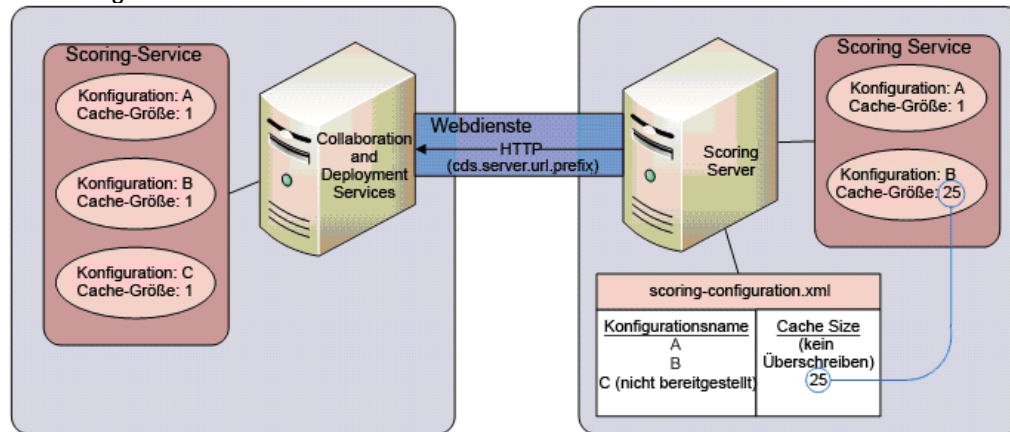 Scoring-Service
Konfiguration: A
Cache-Größe: 1
Konfiguration: B
Cache-Größe: 1
Konfiguration: C
Cache-Größe: 1
Collaboration
and
Deployment
Services
Webdienste
HTTP
(cds.server.url.prefix)
Scoring
Server
Scoring Service
Konfiguration: A
Cache-Größe: 1
Konfiguration: B
Cache-Größe: 25
scoring-configuration.xml
Konfigurationsname
A
B
C (nicht bereitgestellt)
Cache Size
(kein
Überschreiben)
25